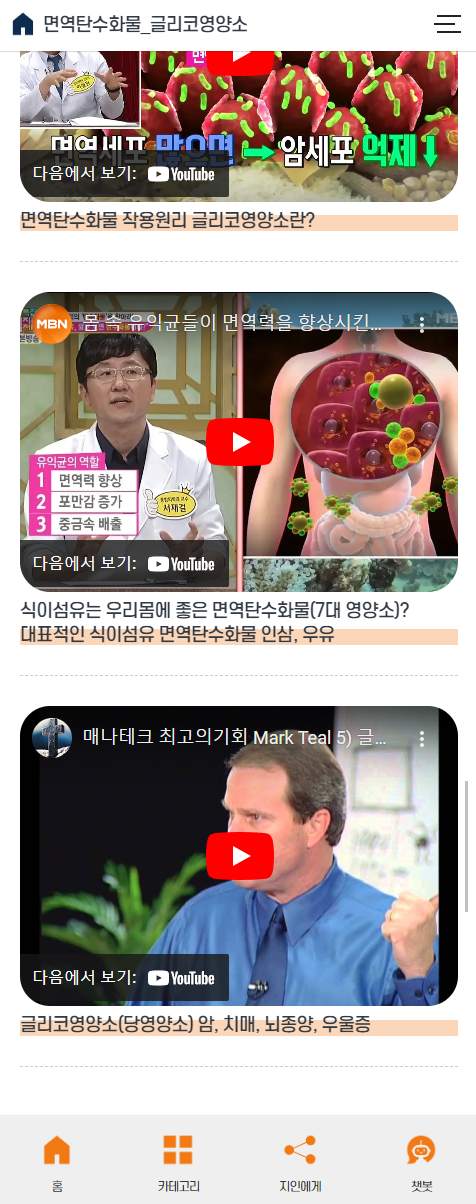 면역탄수화물_글리코영양소
면역세포 많으면 → 암세포 억제↓
다음에서 보기: YouTube
면역탄수화물 작용원리 글리코영양소란?
MBN 몸 속 유익균들이 면역력을 향상시킨...
유익균의 역할
1 면역력 향상
2 포만감 증가
3 중금속 배출
서재걸
다음에서 보기: YouTube
식이섬유는 우리몸에 좋은 면역탄수화물(7대 영양소)?
대표적인 식이섬유 면역탄수화물 인삼, 우유
매나테크 최고의기회 Mark Teal 5) 글...
다음에서 보기: YouTube
글리코영양소(당영양소) 암, 치매, 뇌종양, 우울증
홈
카테고리
지인에게
챗봇